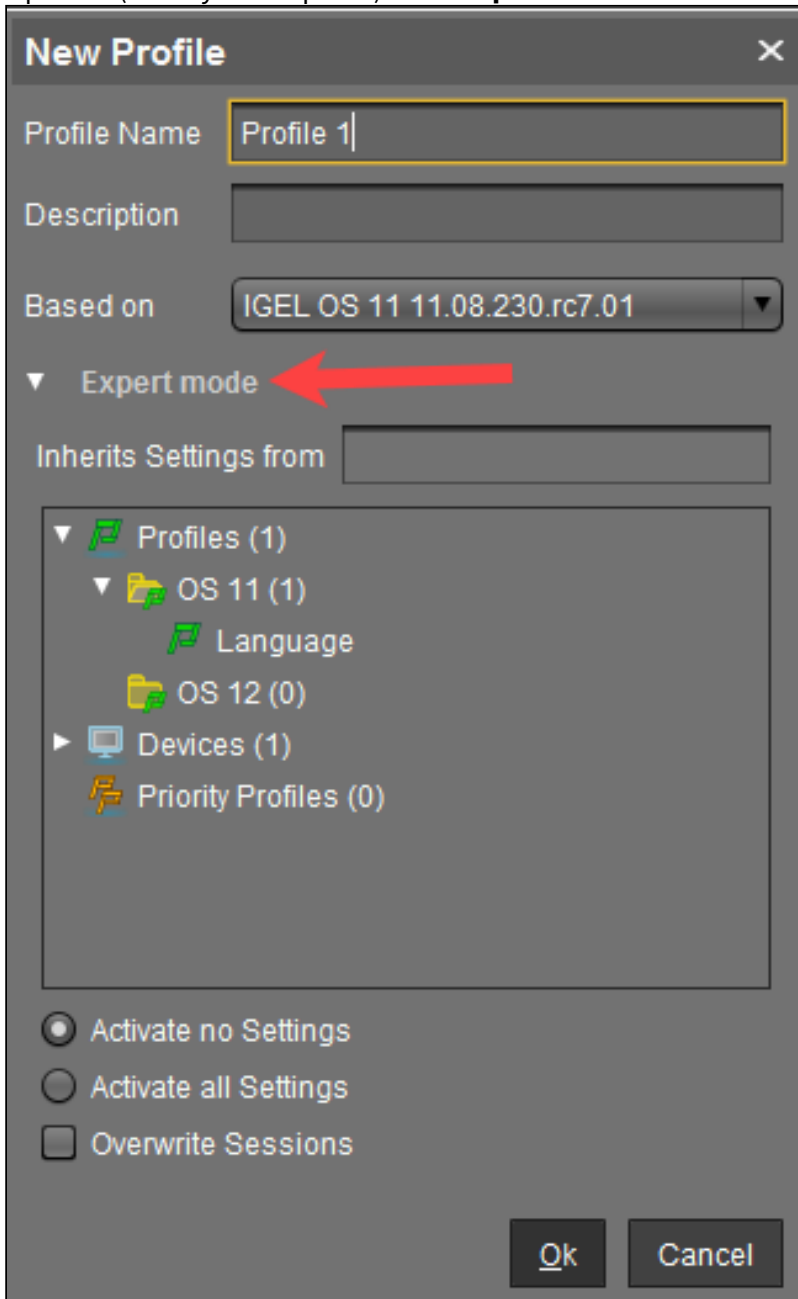 New Profile
Profile Name Profile 1
Description
Based on IGEL OS 11 11.08.230.rc7.01
Expert mode
Inherits Settings from
Profiles (1)
OS 11 (1)
Language
OS 12 (0)
Devices (1)
Priority Profiles (0)
Activate no Settings
Activate all Settings
Overwrite Sessions
Ok Cancel